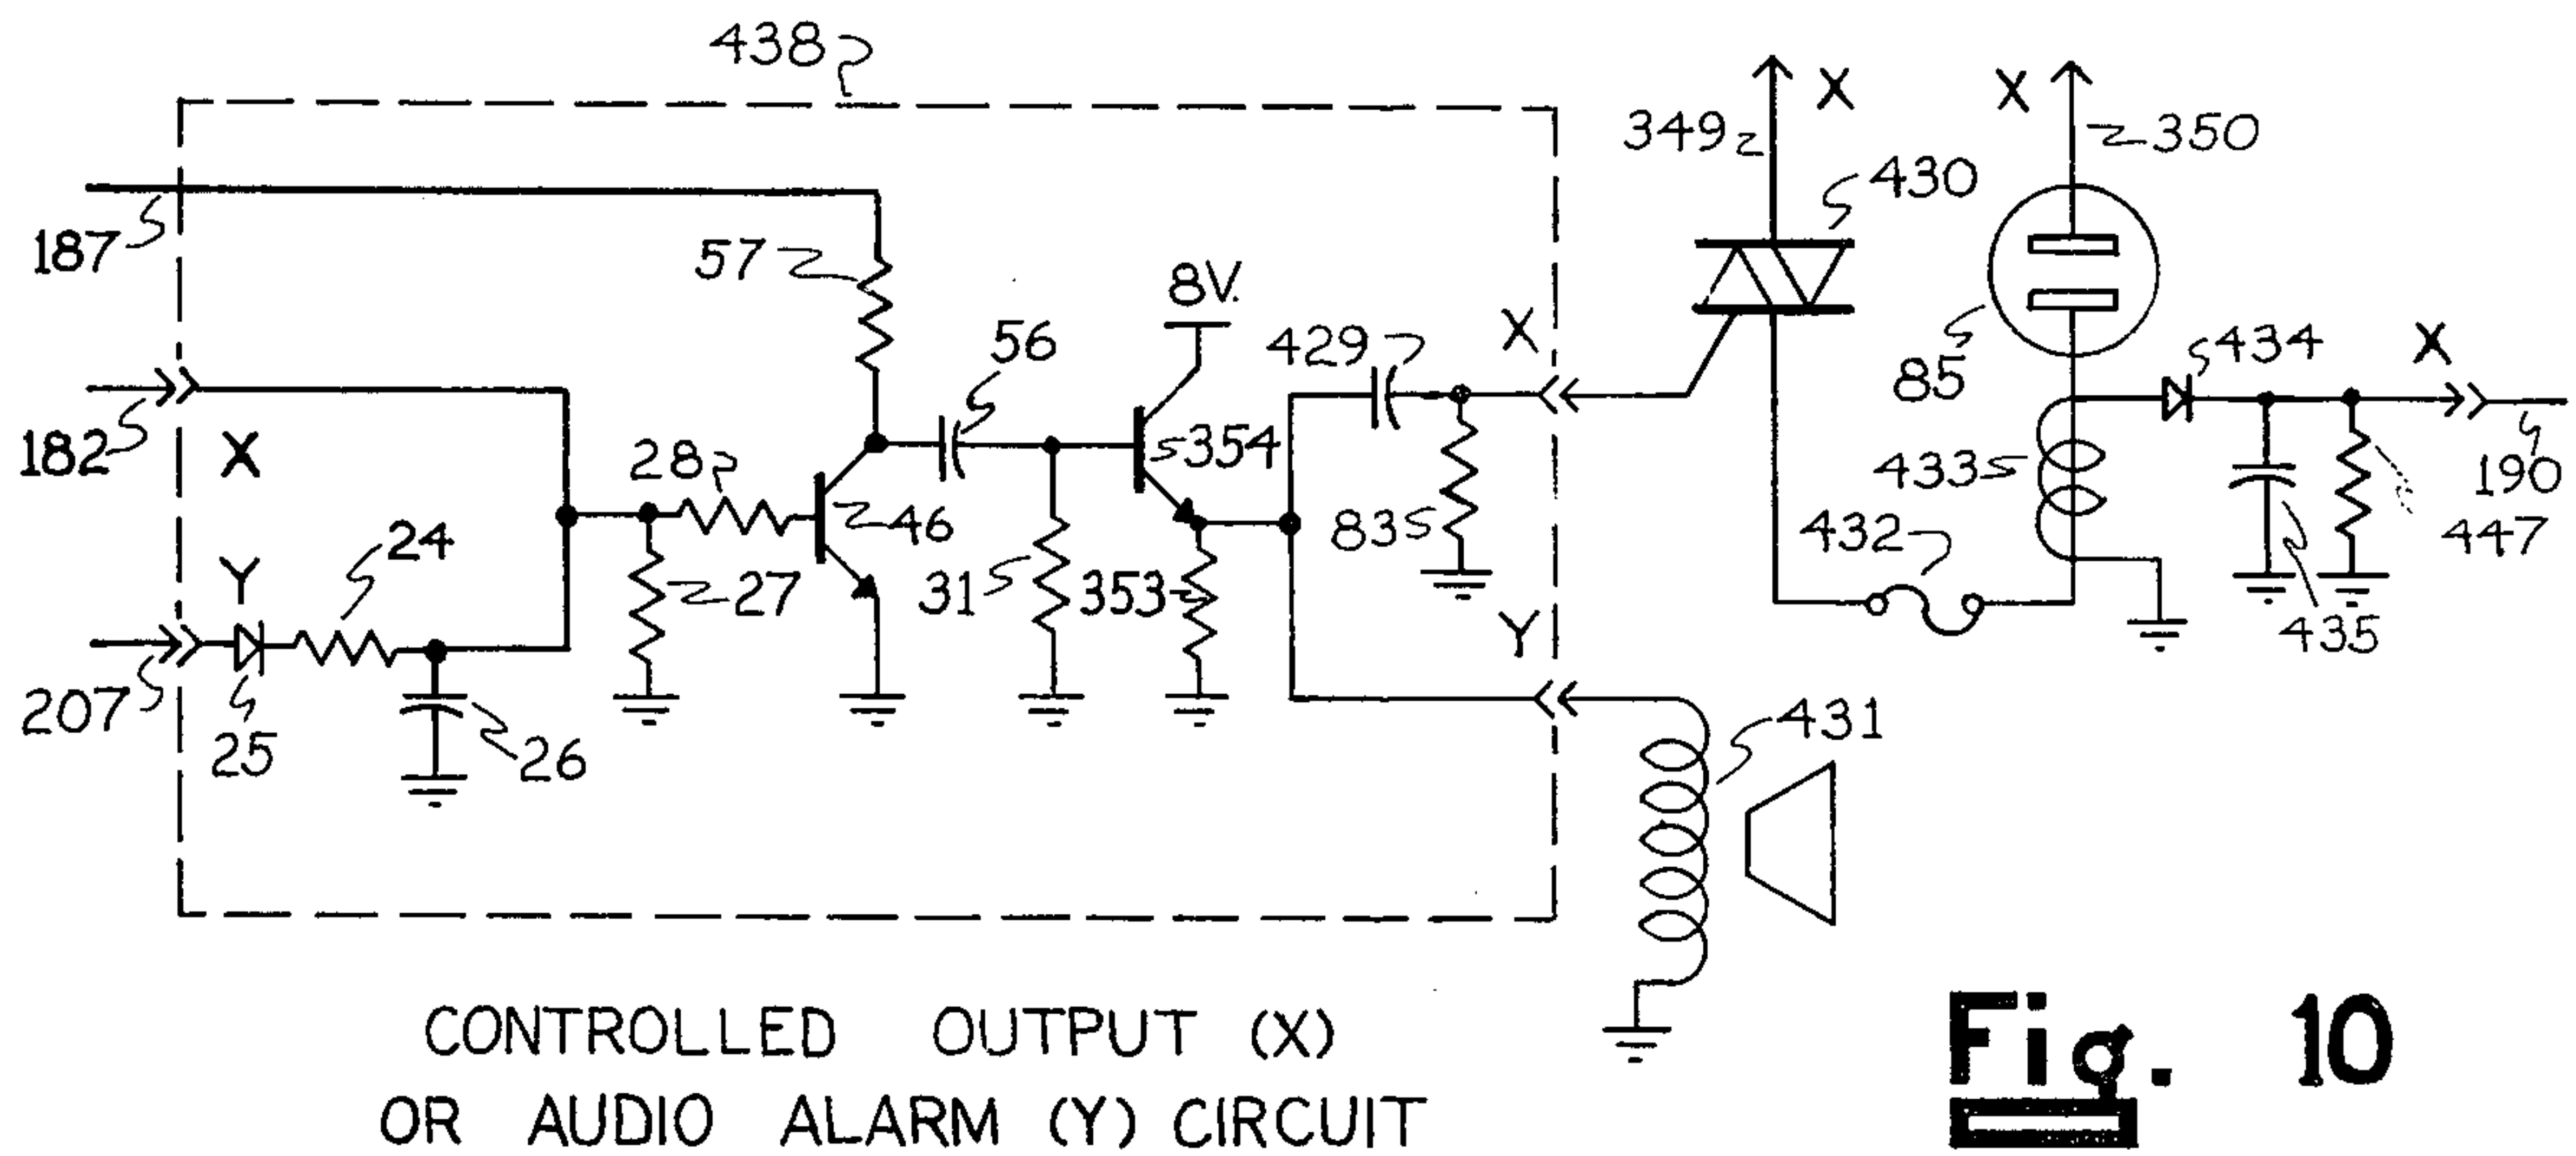 438
X
X
349
350
430
187
57
8V.
56
429
X
85
434
X
182
X
28
354
433
190
447
Y
24
46
83
432
27
31
353
Y
435
207
25
26
431
CONTROLLED OUTPUT (X)
OR AUDIO ALARM (Y) CIRCUIT
Fig. 10